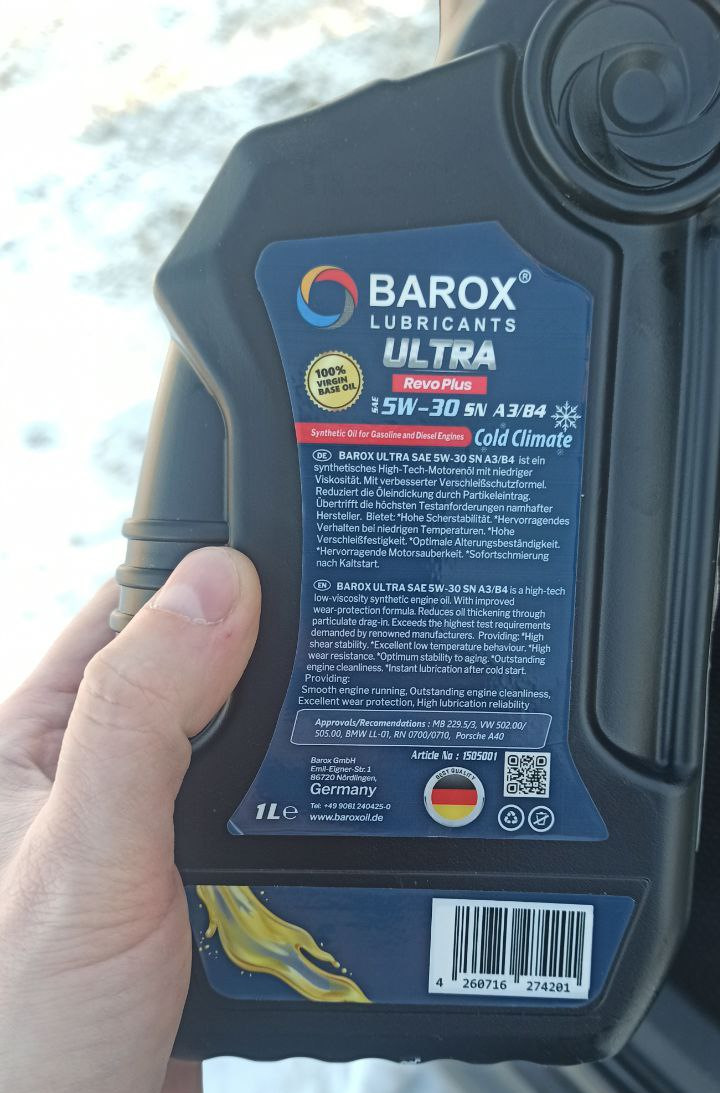 BAROX®
LUBRICANTS
ULTRA
RevoPlus
100%
VIRGIN
BASE OIL
SAE 5W-30 SN A3/B4
Synthetic Oil for Gasoline and Diesel Engines
Cold Climate
DE BAROX ULTRA SAE 5W-30 SN A3/B4 ist ein
synthetisches High-Tech-Motorenöl mit niedriger
Viskosität. Mit verbesserter Verschleißschutzformel.
Reduziert die Öleindickung durch Partikeleintrag.
Übertrifft die höchsten Testanforderungen namhafter
Hersteller. Bietet: *Hohe Scherstabilität. *Hervorragendes
Verhalten bei niedrigen Temperaturen. *Hohe
Verschleißfestigkeit. *Optimale Alterungsbeständigkeit.
*Hervorragende Motorsauberkeit. *Sofortschmierung
nach Kaltstart.
EN BAROX ULTRA SAE 5W-30 SN A3/B4 is a high-tech
low-viscosity synthetic engine oil. With improved
wear-protection formula. Reduces oil thickening through
particulate drag-in. Exceeds the highest test requirements
demanded by renowned manufacturers. Providing: *High
shear stability. *Excellent low temperature behaviour. *High
wear resistance. *Optimum stability to aging. *Outstanding
engine cleanliness. *Instant lubrication after cold start.
Providing:
Smooth engine running, Outstanding engine cleanliness,
Excellent wear protection, High lubrication reliability
Approvals/Recomendations : MB 229.5/3, VW 502.00/
505.00, BMW LL-01, RN 0700/0710, Porsche A40
Article No : 1505001
Barox GmbH
Emil-Eigner-Str. 1
86720 Nördlingen,
Germany
Tel: +49 9081 240425-0
www.baroxoil.de
1L e
BEST QUALITY
4 260716 274201